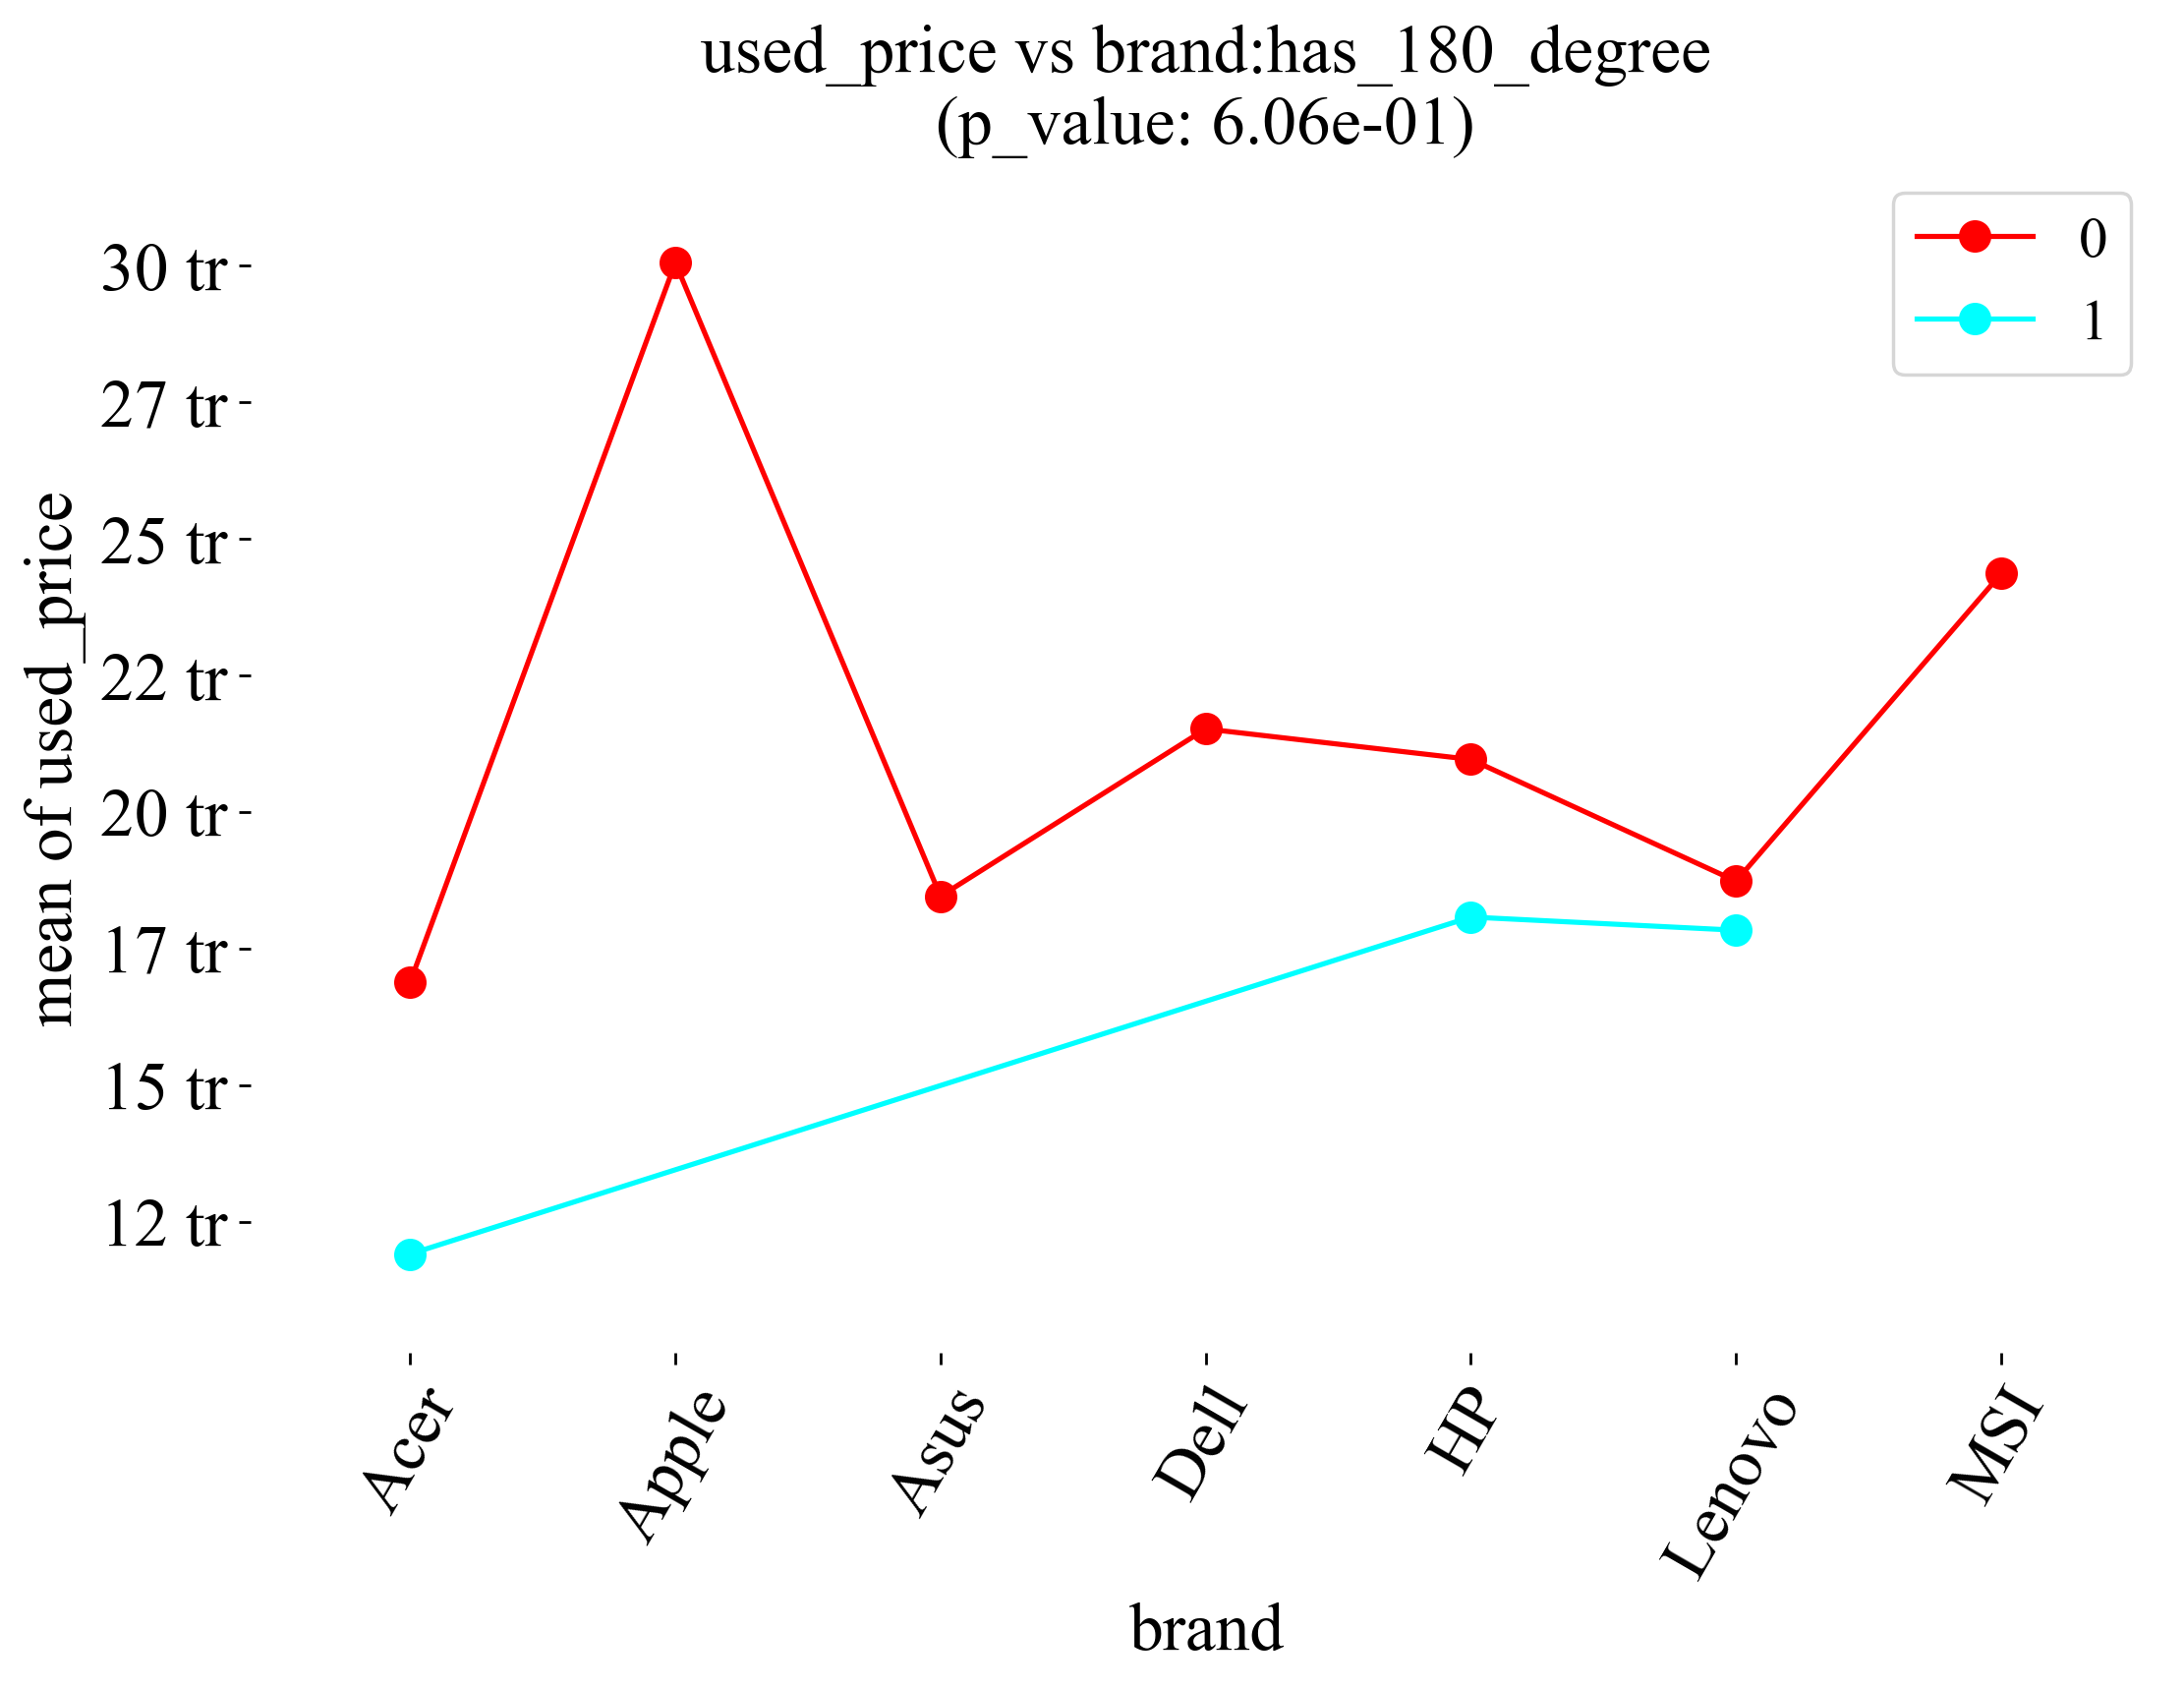 used_price vs brand:has_180_degree
(p_value: 6.06e-01)
0
1
30 tr
27 tr
25 tr
22 tr
20 tr
17 tr
15 tr
12 tr
mean of used_price
Acer
Apple
Asus
Dell
HP
Lenovo
MSI
brand